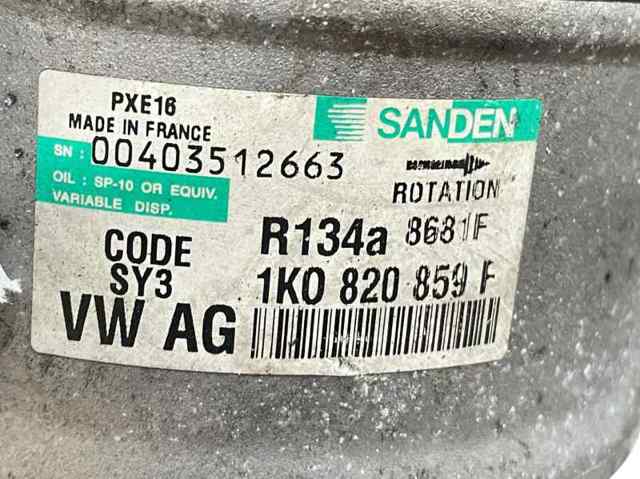 PXE16
MADE IN FRANCE
SANDEN
SN : 00403512663
OIL : SP-10 OR EQUIV.
VARIABLE DISP.
ROTATION
CODE
SY3
R134a 8681F
1K0 820 859 F
VW AG